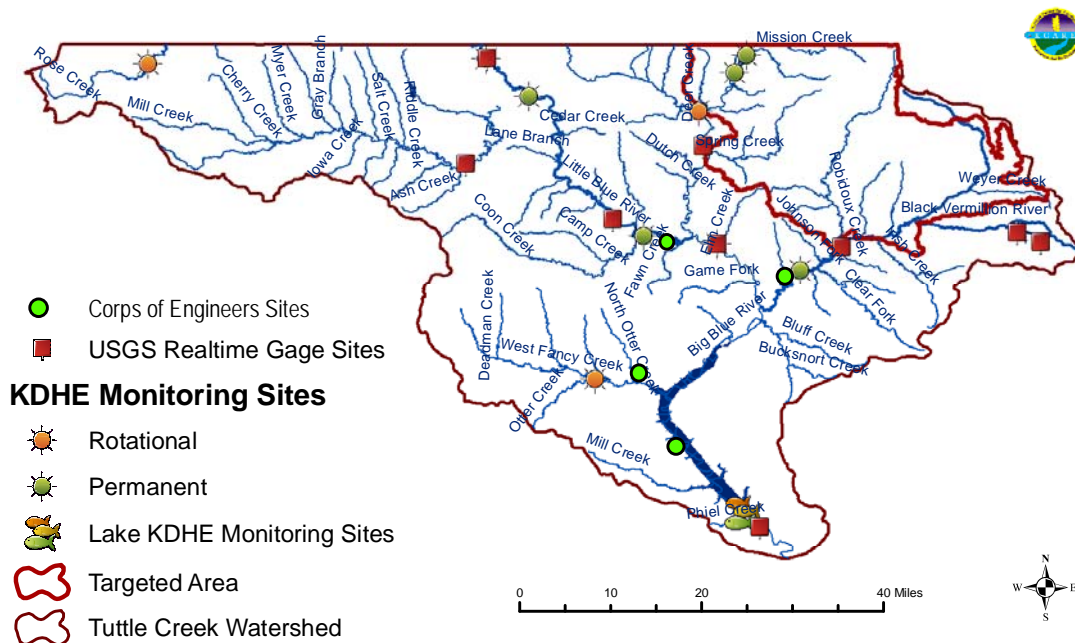 Mission Creek
Rose Creek
Mill Creek
Cherry Creek
Myer Creek
Gray Branch
Iowa Creek
Salt Creek
Riddle Creek
Ash Creek
Lane Branch
Cedar Creek
Deer Creek
Dutch Creek
Spring Creek
Little Blue River
Coon Creek
Camp Creek
Fawn Creek
Elm Creek
Game Fork
Johnson Fork
Robidoux Creek
Weyer Creek
Black Vermillion River
Irish Creek
Clear Fork
Deadman Creek
North Otter Creek
West Fancy Creek
Otter Creek
Big Blue River
Bluff Creek
Bucksnort Creek
Mill Creek
Phiel Creek
Corps of Engineers Sites
USGS Realtime Gage Sites
KDHE Monitoring Sites
Rotational
Permanent
Lake KDHE Monitoring Sites
Targeted Area
Tuttle Creek Watershed
0 10 20 40 Miles
N
W E
S